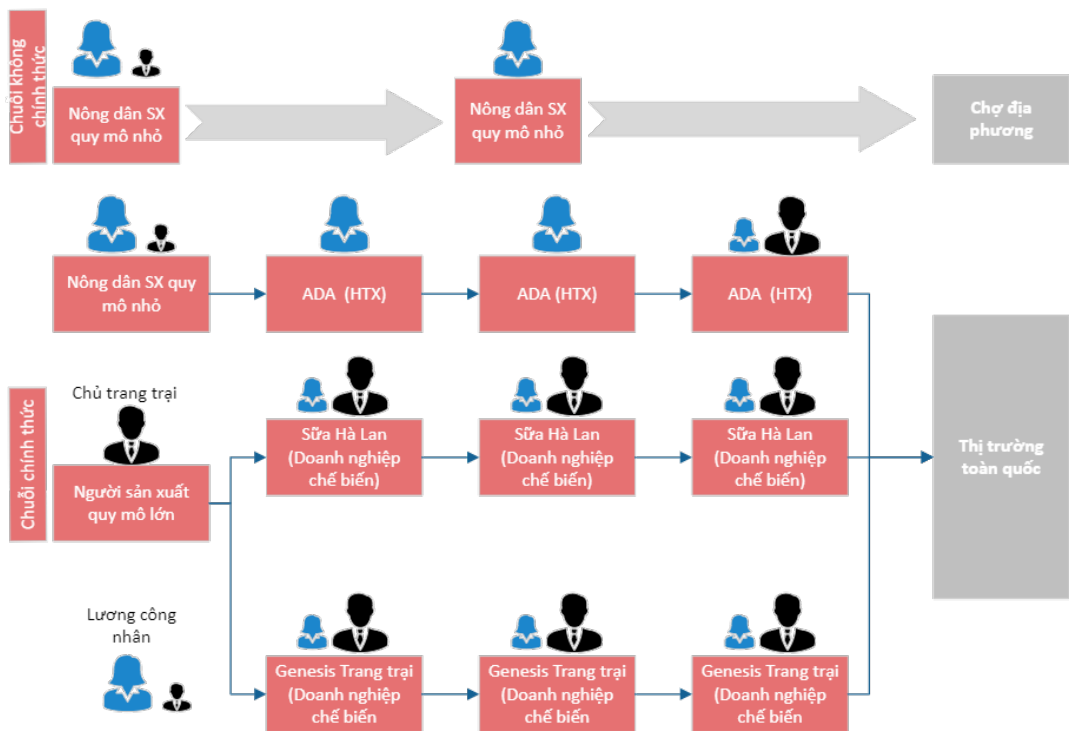 Chuỗi không
chính thức
Nông dân SX
quy mô nhỏ
Nông dân SX
quy mô nhỏ
Chợ địa
phương
Nông dân SX quy
mô nhỏ
ADA (HTX)
ADA (HTX)
ADA (HTX)
Chuỗi chính thức
Chủ trang trại
Người sản xuất
quy mô lớn
Sữa Hà Lan
(Doanh nghiệp
chế biến)
Sữa Hà Lan
(Doanh nghiệp
chế biến)
Sữa Hà Lan
(Doanh nghiệp
chế biến)
Thị trường
toàn quốc
Lương công
nhân
Genesis Trang trại
(Doanh nghiệp
chế biến
Genesis Trang trại
(Doanh nghiệp
chế biến
Genesis Trang trại
(Doanh nghiệp
chế biến